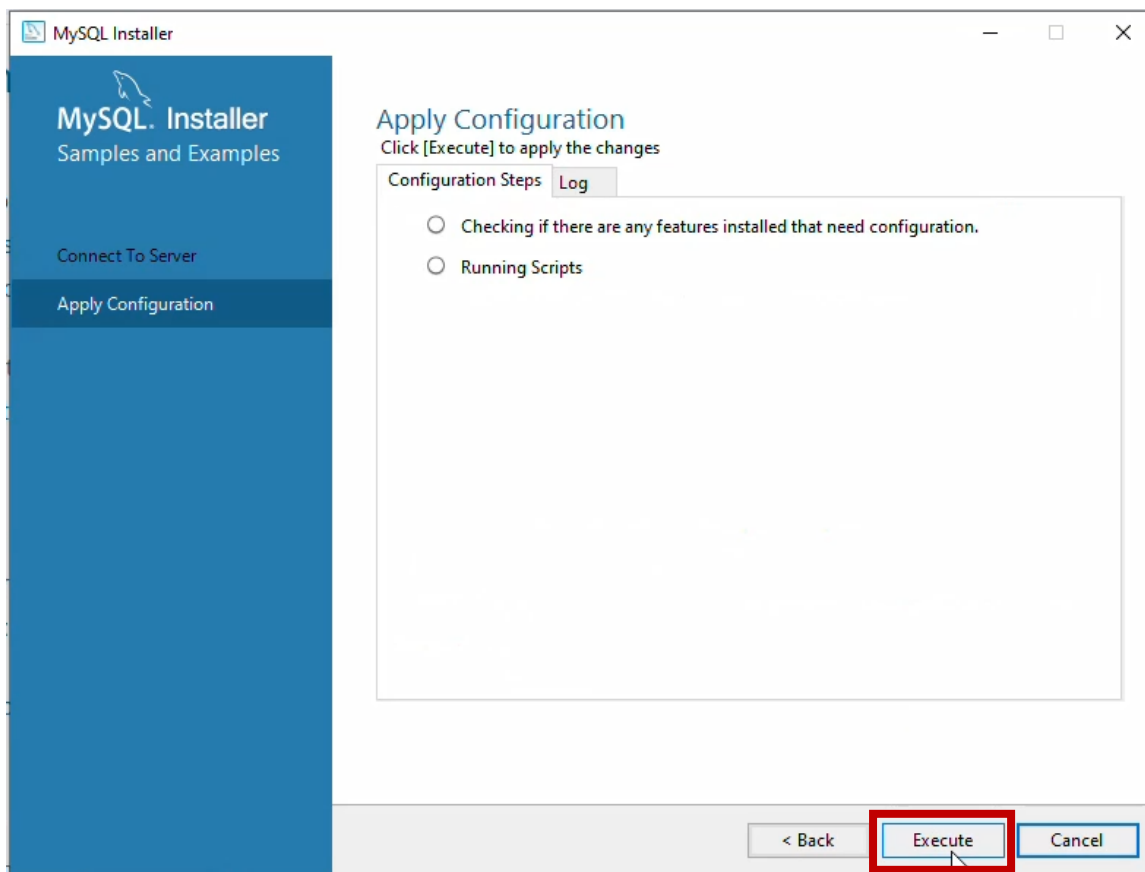 MySQL Installer
MySQL. Installer
Samples and Examples
Connect To Server
Apply Configuration
Apply Configuration
Click [Execute] to apply the changes
Configuration Steps
Log
Checking if there are any features installed that need configuration.
Running Scripts
< Back
Execute
Cancel